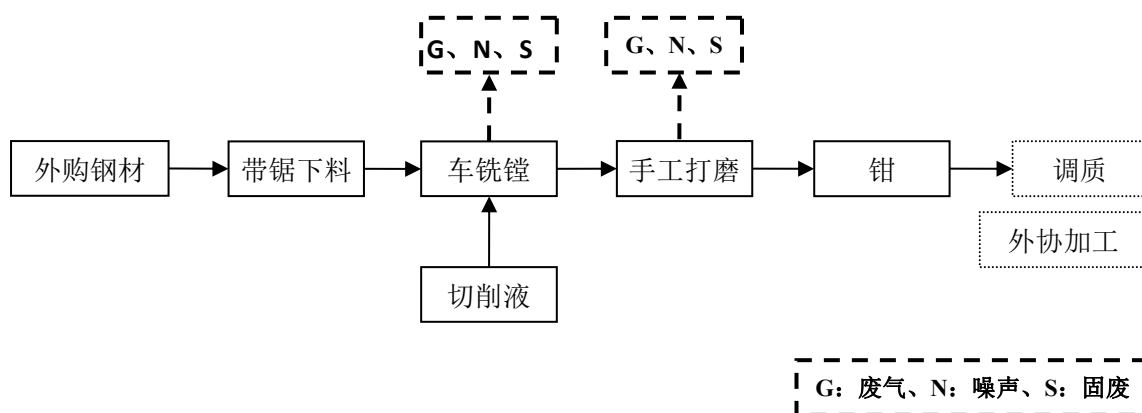 G、N、S
G、N、S
外购钢材
带锯下料
车铣镗
手工打磨
钳
调质
外协加工
切削液
G：废气、N：噪声、S：固废